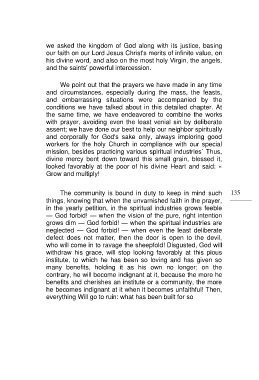 we asked the kingdom of God along with its justice, basing
our faith on our Lord Jesus Christ's merits of infinite value, on
his divine word, and also on the most holy Virgin, the angels,
and the saints' powerful intercession.
We point out that the prayers we have made in any time
and circumstances, especially during the mass, the feasts,
and embarrassing situations were accompanied by the
conditions we have talked about in this detailed chapter. At
the same time, we have endeavored to combine the works
with prayer, avoiding even the least venial sin by deliberate
assent; we have done our best to help our neighbor spiritually
and corporally for God's sake only, always imploring good
workers for the holy Church in compliance with our special
mission, besides practicing various spiritual industries` Thus,
divine mercy bent down toward this small grain, blessed it,
looked favorably at the poor of his divine Heart and said: «
Grow and multiply!
The community is bound in duty to keep in mind such
things, knowing that when the unvarnished faith in the prayer,
in the yearly petition, in the spiritual industries grows feeble
— God forbid! — when the vision of the pure, right intention
grows dim — God forbid! — when the spiritual industries are
neglected — God forbid! — when even the least deliberate
defect does not matter, then the door is open to the devil,
who will come in to ravage the sheepfold! Disgusted, God will
withdraw his grace, will stop looking favorably at this pious
institute, to which he has been so loving and has given so
many benefits, holding it as his own no longer; on the
contrary, he will become indignant at it, because the more he
benefits and cherishes an institute or a community, the more
he becomes indignant at it when it becomes unfaithful! Then,
everything Will go to ruin: what has been built for so
135